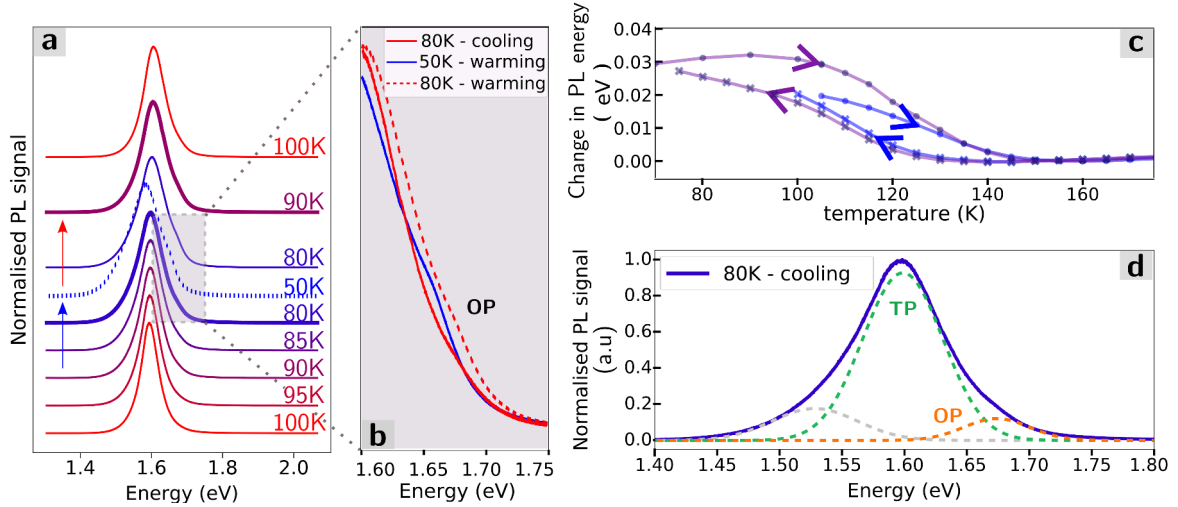 a
Normalised PL signal
100K
90K
80K
50K
80K
85K
90K
95K
100K
1.4 1.6 1.8 2.0
Energy (eV)
80K - cooling
50K - warming
80K - warming
OP
b
1.60 1.65 1.70 1.75
Energy (eV)
c
Change in PL energy
( eV)
0.04
0.03
0.02
0.01
0.00
80 100 120 140 160
temperature (K)
d
Normalised PL signal
(a.u)
1.0
0.8
0.6
0.4
0.2
0.0
80K - cooling
TP
OP
1.40 1.45 1.50 1.55 1.60 1.65 1.70 1.75 1.80
Energy (eV)